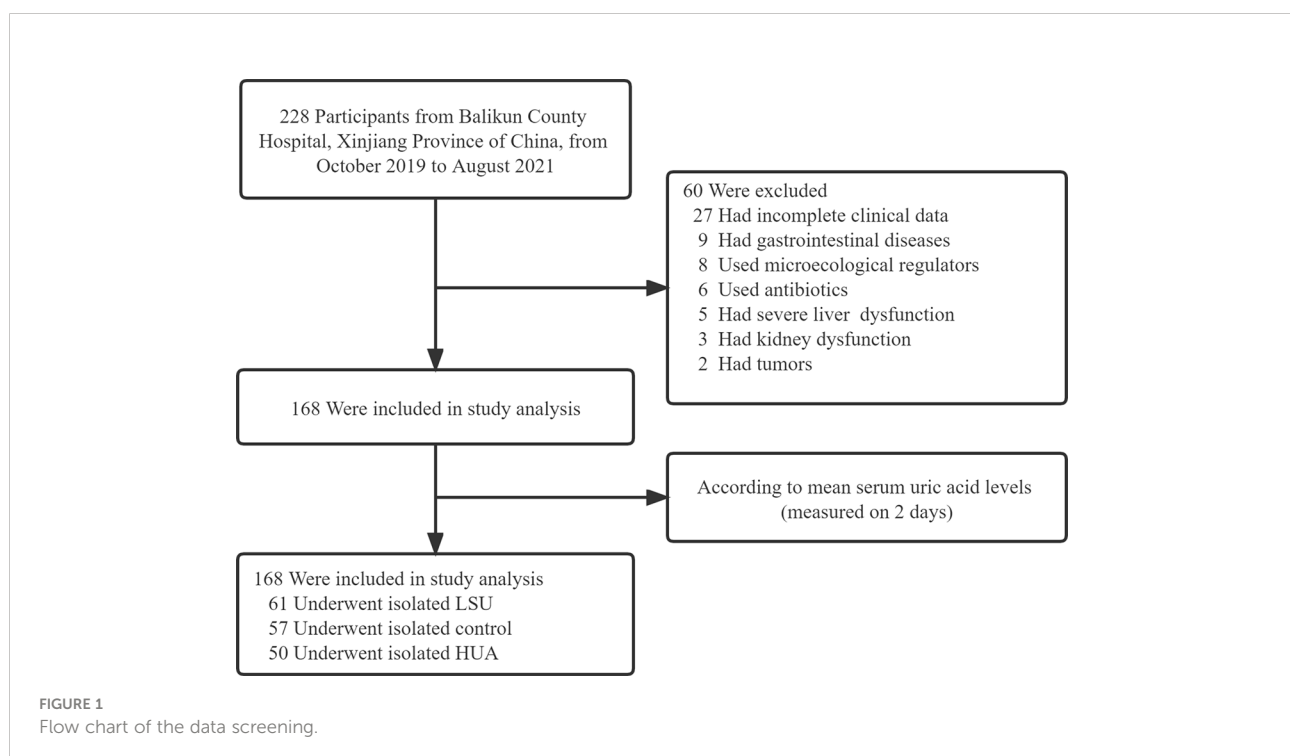 228 Participants from Balikun County
Hospital, Xinjiang Province of China, from
October 2019 to August 2021
60 Were excluded
27 Had incomplete clinical data
9 Had gastrointestinal diseases
8 Used microecological regulators
6 Used antibiotics
5 Had severe liver dysfunction
3 Had kidney dysfunction
2 Had tumors
168 Were included in study analysis
According to mean serum uric acid levels
(measured on 2 days)
168 Were included in study analysis
61 Underwent isolated LSU
57 Underwent isolated control
50 Underwent isolated HUA
FIGURE 1
Flow chart of the data screening.